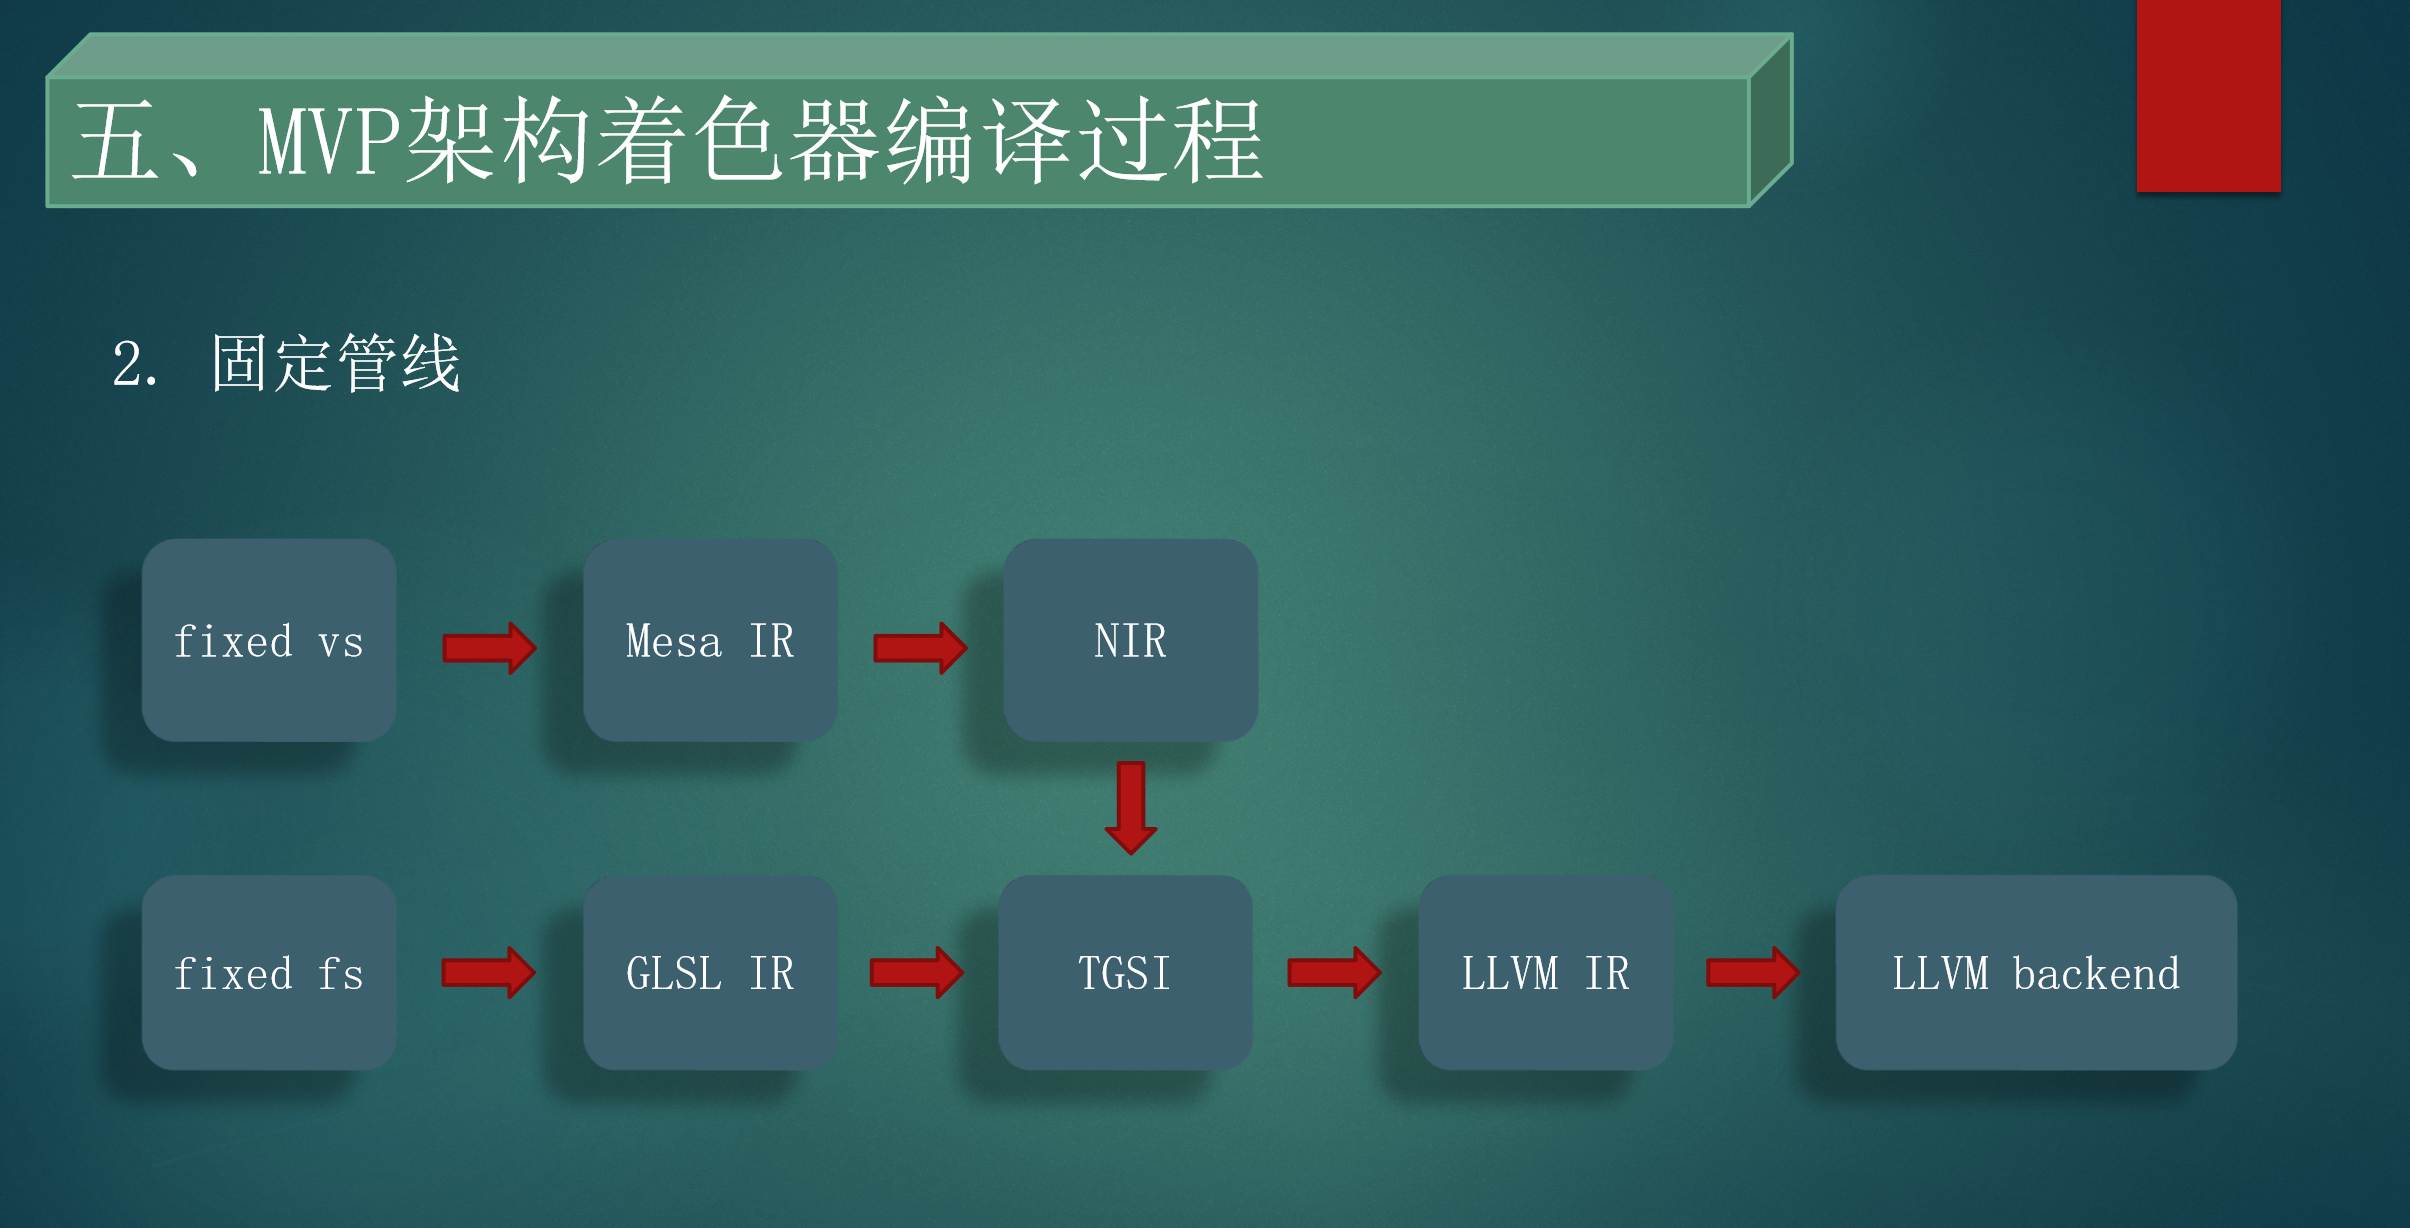 五、MVP架构着色器编译过程
2. 固定管线
fixed vs
Mesa IR
NIR
fixed fs
GLSL IR
TGSI
LLVM IR
LLVM backend